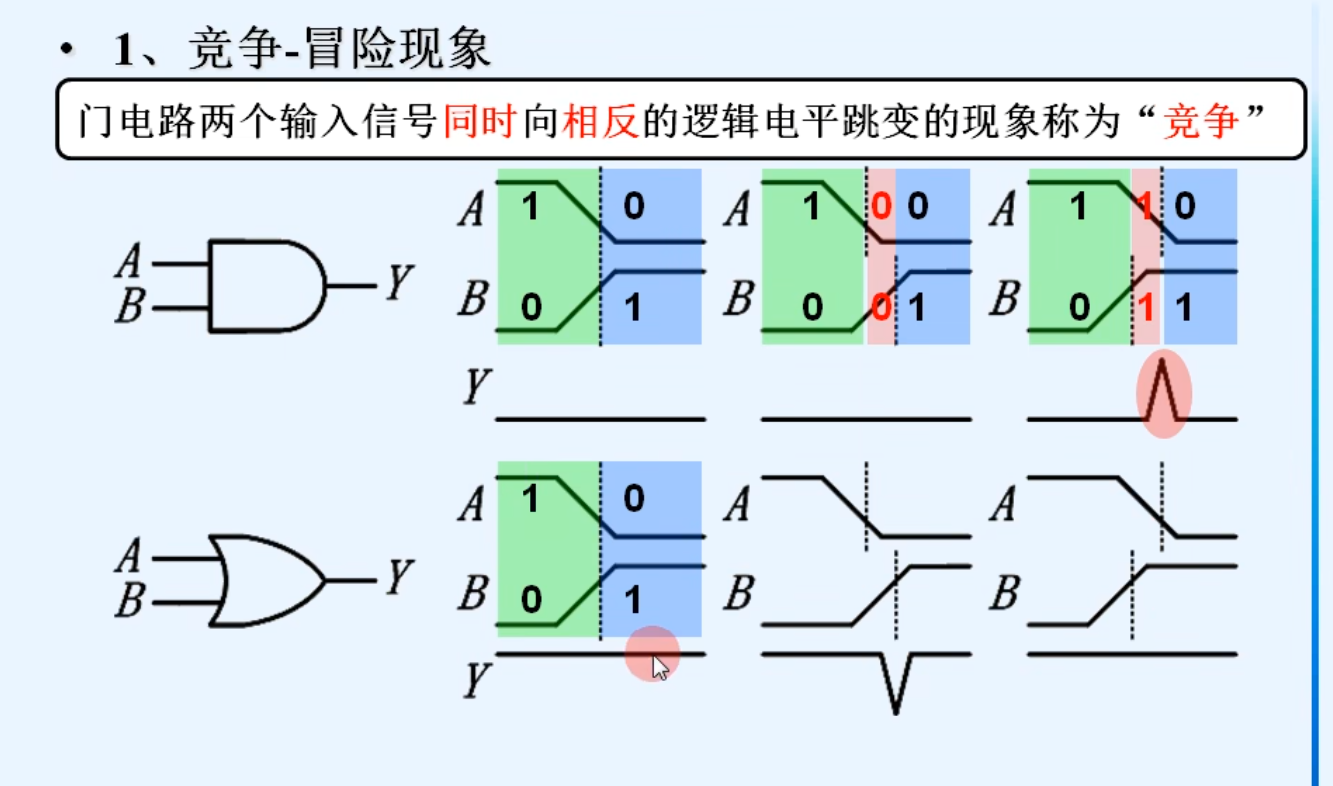 • 1、竞争-冒险现象
门电路两个输入信号同时向相反的逻辑电平跳变的现象称为“竞争”
A 1 0 A 1 0 0 A 1 1 0
A
B Y
B 0 1 B 0 0 1 B 0 1 1
Y
A 1 0 A A
A
B Y
B 0 1 B B
Y